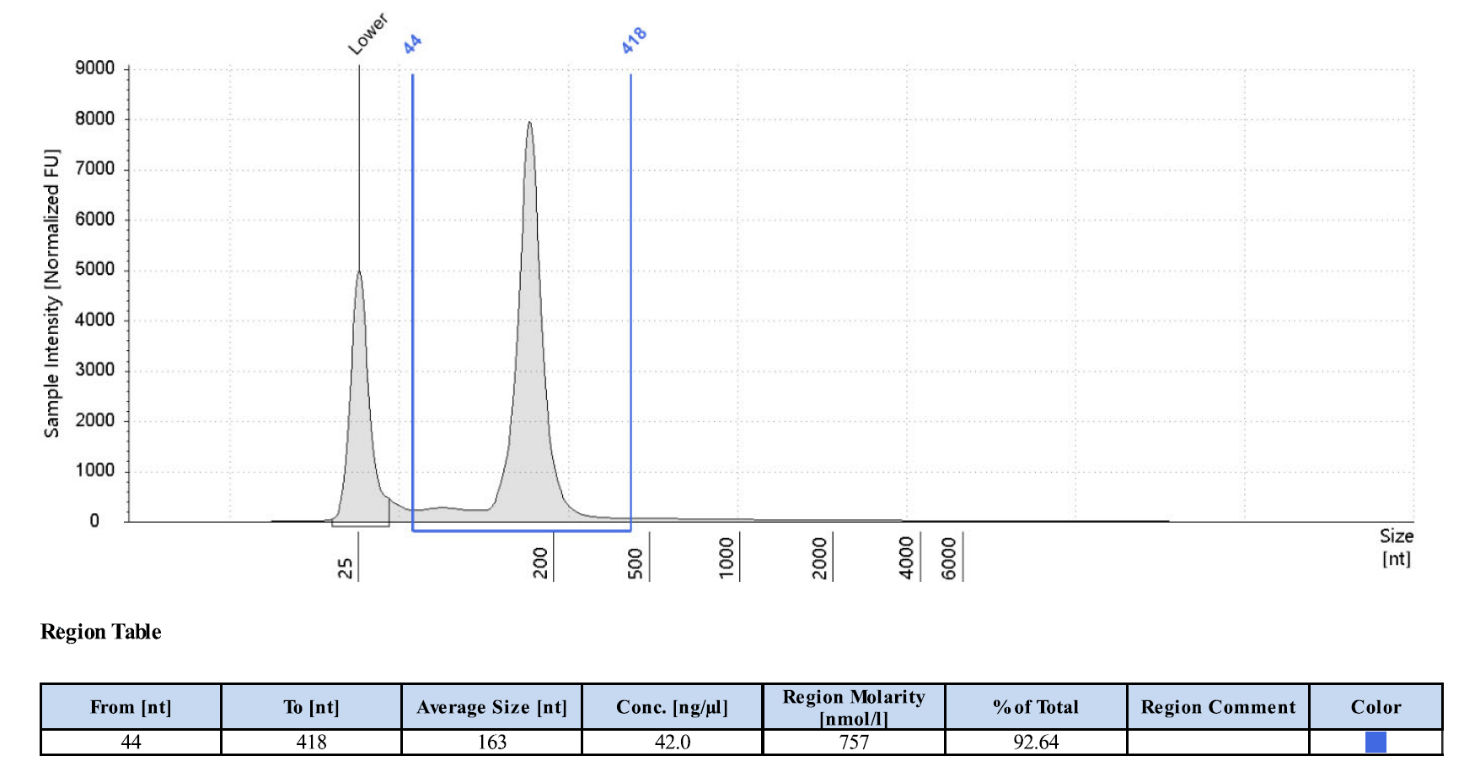 Lower
44
418
9000
8000
7000
6000
5000
4000
3000
2000
1000
0
Sample Intensity [Normalized FU]
25
200
500
1000
2000
4000
6000
Size
[nt]
Region Table
From [nt] To [nt] Average Size [nt] Conc. [ng/µl] Region Molarity [nmol/l] % of Total Region Comment Color
44 418 163 42.0 757 92.64